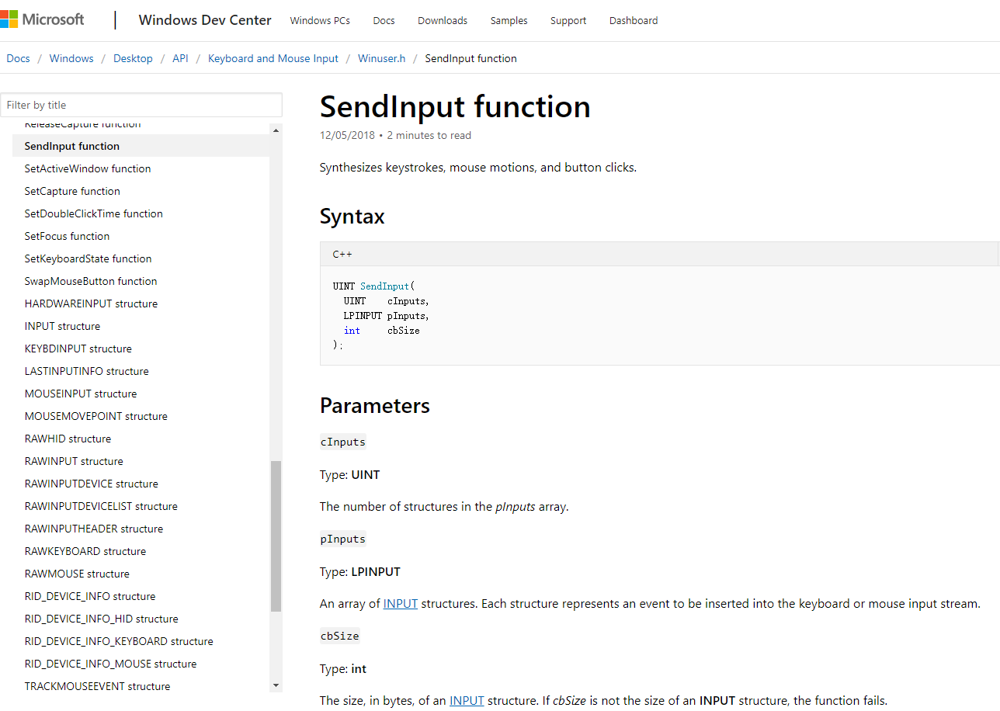 Microsoft
Windows Dev Center
Windows PCs
Docs
Downloads
Samples
Support
Dashboard
Docs / Windows / Desktop / API / Keyboard and Mouse Input / Winuser.h / SendInput function
Filter by title
ReleaseCapture function
SendInput function
SetActiveWindow function
SetCapture function
SetDoubleClickTime function
SetFocus function
SetKeyboardState function
SwapMouseButton function
HARDWAREINPUT structure
INPUT structure
KEYBDINPUT structure
LASTINPUTINFO structure
MOUSEINPUT structure
MOUSEMOVEPOINT structure
RAWHID structure
RAWINPUT structure
RAWINPUTDEVICE structure
RAWINPUTDEVICELIST structure
RAWINPUTHEADER structure
RAWKEYBOARD structure
RAWMOUSE structure
RID_DEVICE_INFO structure
RID_DEVICE_INFO_HID structure
RID_DEVICE_INFO_KEYBOARD structure
RID_DEVICE_INFO_MOUSE structure
TRACKMOUSEEVENT structure
SendInput function
12/05/2018 • 2 minutes to read
Synthesizes keystrokes, mouse motions, and button clicks.
Syntax
C++
UINT SendInput(
UINT    cInputs,
LPINPUT pInputs,
int     cbSize
);
Parameters
cInputs
Type: UINT
The number of structures in the pInputs array.
pInputs
Type: LPINPUT
An array of INPUT structures. Each structure represents an event to be inserted into the keyboard or mouse input stream.
cbSize
Type: int
The size, in bytes, of an INPUT structure. If cbSize is not the size of an INPUT structure, the function fails.